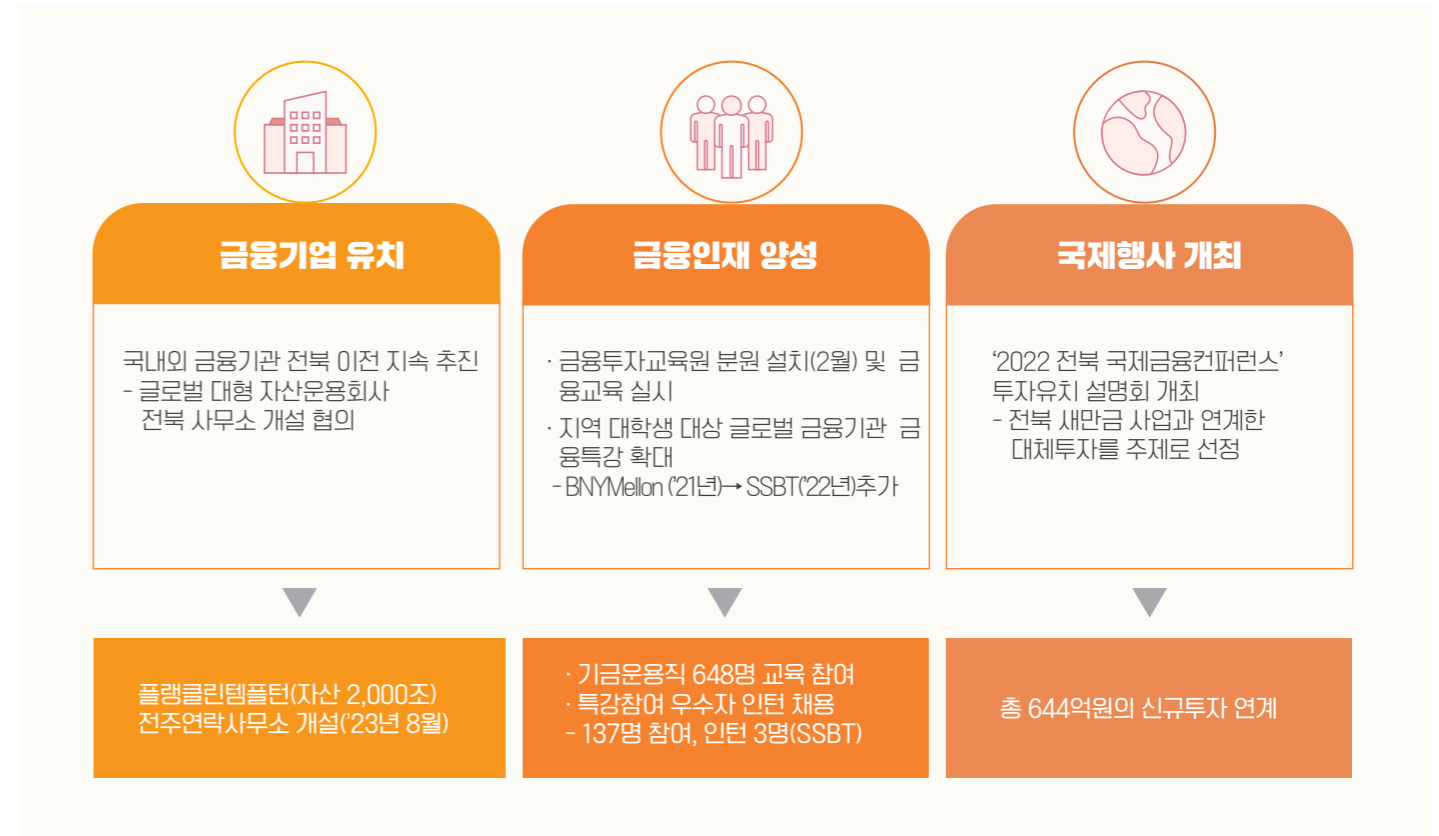 금융기업 유치
국내외 금융기관 전북 이전 지속 추진
- 글로벌 대형 자산운용회사
전북 사무소 개설 협의
플랭클린템플턴(자산 2,000조)
전주연락사무소 개설('23년 8월)
금융인재 양성
· 금융투자교육원 분원 설치(2월) 및 금
융교육 실시
· 지역 대학생 대상 글로벌 금융기관 금
융특강 확대
- BNYMellon ('21년)→ SSBT('22년)추가
· 기금운용직 648명 교육 참여
· 특강참여 우수자 인턴 채용
- 137명 참여, 인턴 3명(SSBT)
국제행사 개최
‘2022 전북 국제금융컨퍼런스’
투자유치 설명회 개최
- 전북 새만금 사업과 연계한
대체투자를 주제로 선정
총 644억원의 신규투자 연계